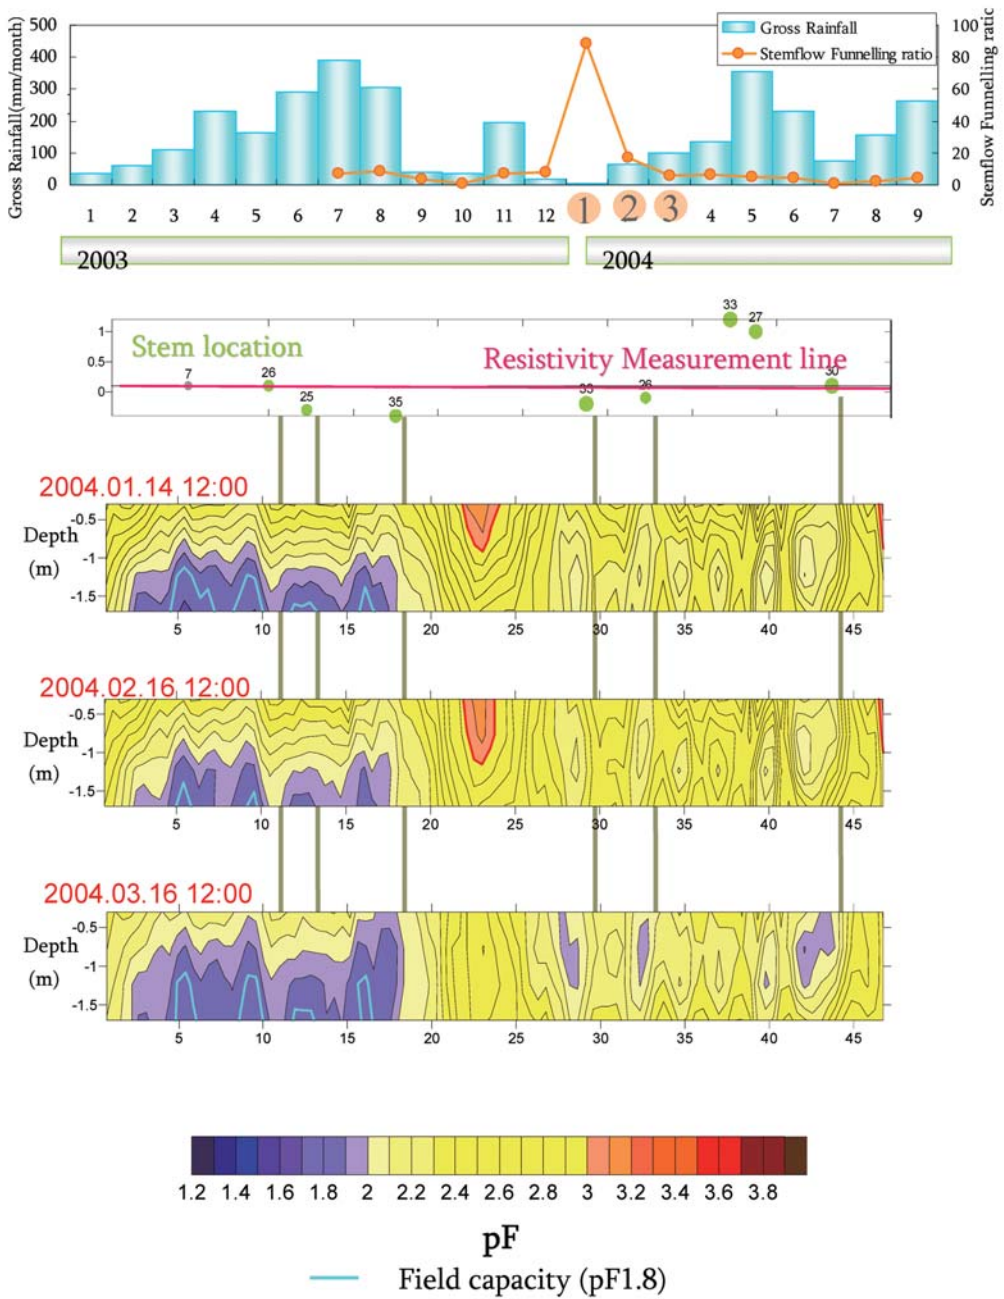 Gross Rainfall(mm/month)
500
400
300
200
100
0
Gross Rainfall
Stemflow Funnelling ratio
100
80
60
40
20
0
Stemflow Funnelling ratic
1 2 3 4 5 6 7 8 9 10 11 12 1 2 3 4 5 6 7 8 9
2003 2004
33
27
1
0.5
0
Stem location
Resistivity Measurement line
7 26 25 35 33 26 30
2004.01.14 12:00
Depth
(m)
-0.5
-1
-1.5
5 10 15 20 25 30 35 40 45
2004.02.16 12:00
Depth
(m)
-0.5
-1
-1.5
5 10 15 20 25 30 35 40 45
2004.03.16 12:00
Depth
(m)
-0.5
-1
-1.5
5 10 15 20 25 30 35 40 45
1.2 1.4 1.6 1.8 2 2.2 2.4 2.6 2.8 3 3.2 3.4 3.6 3.8
pF
Field capacity (pF1.8)